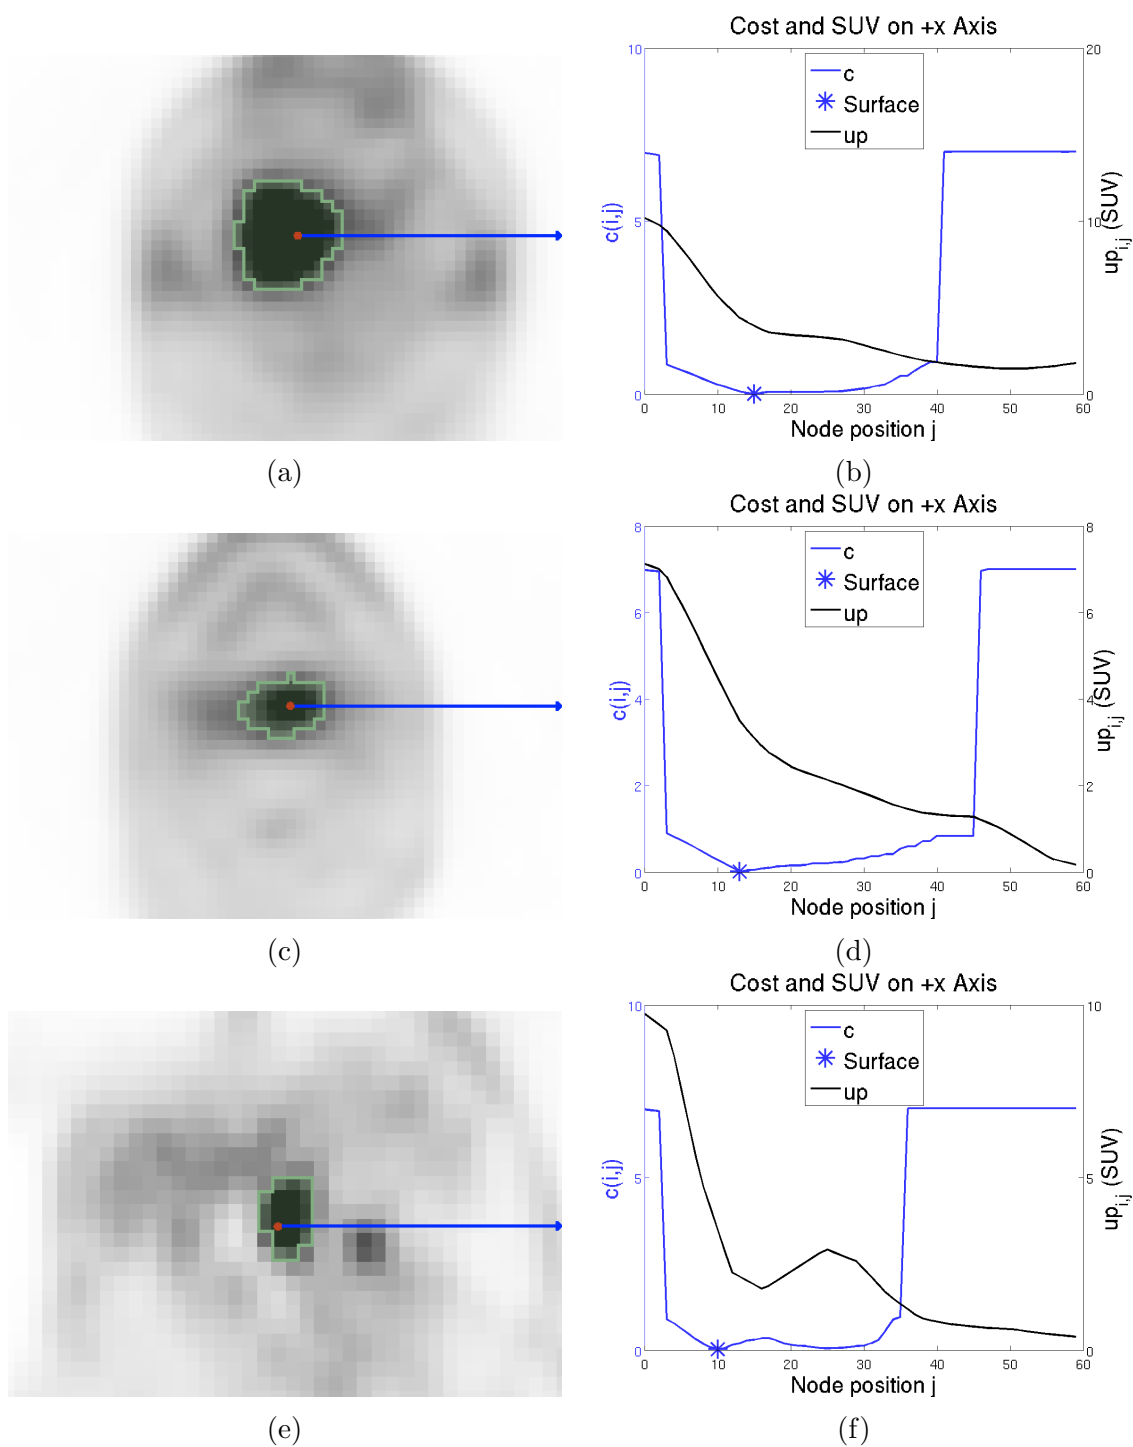 Cost and SUV on +x Axis
10
20
c
Surface
up
c(i,j)
5
10
up_{i,j} (SUV)
0
0
0 10 20 30 40 50 60
Node position j
(a)
(b)
Cost and SUV on +x Axis
8
8
c
Surface
up
6
6
c(i,j)
4
4
up_{i,j} (SUV)
2
2
0
0
0 10 20 30 40 50 60
Node position j
(c)
(d)
Cost and SUV on +x Axis
10
10
c
Surface
up
c(i,j)
5
5
up_{i,j} (SUV)
0
0
0 10 20 30 40 50 60
Node position j
(e)
(f)